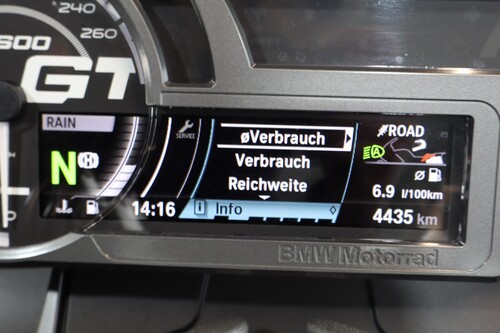 240
260
600
GT
RAIN
N
SERVICE
øVerbrauch
Verbrauch
Reichweite
ROAD
ø
6.9 l/100km
14:16
i Info
4435 km
BMW Motorrad